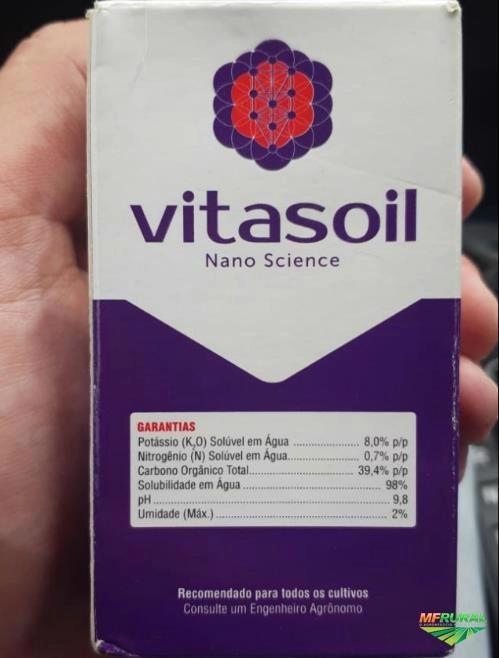 vitasoil
Nano Science
GARANTIAS
Potássio (K₂O) Solúvel em Água .................. 8,0% p/p
Nitrogênio (N) Solúvel em Água.................. 0,7% p/p
Carbono Orgânico Total............................ 39,4% p/p
Solubilidade em Água .................................... 98%
pH ............................................................... 9,8
Umidade (Máx.) ............................................. 2%
Recomendado para todos os cultivos
Consulte um Engenheiro Agrônomo
MFRURAL